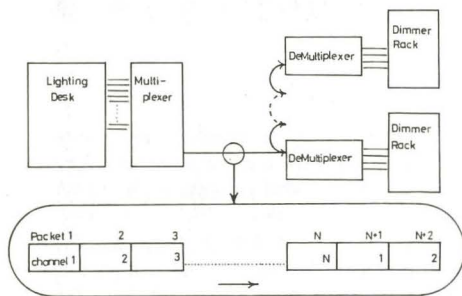 Lighting
Desk
Multi-
plexer
DeMultiplexer
Dimmer
Rack
DeMultiplexer
Dimmer
Rack
Packet 1 2 3 N N+1 N+2
channel 1 2 3 N 1 2